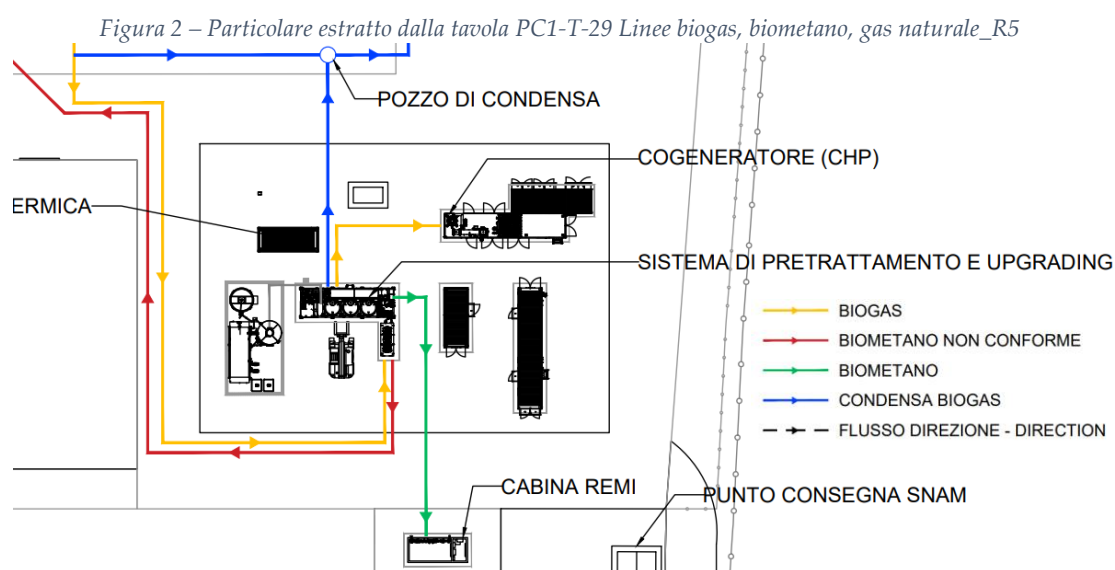 Figura 2 – Particolare estratto dalla tavola PC1-T-29 Linee biogas, biometano, gas naturale_R5
POZZO DI CONDENSA
COGENERATORE (CHP)
ERMICA
SISTEMA DI PRETRATTAMENTO E UPGRADING
BIOGAS
BIOMETANO NON CONFORME
BIOMETANO
CONDENSA BIOGAS
FLUSSO DIREZIONE - DIRECTION
CABINA REMI
PUNTO CONSEGNA SNAM